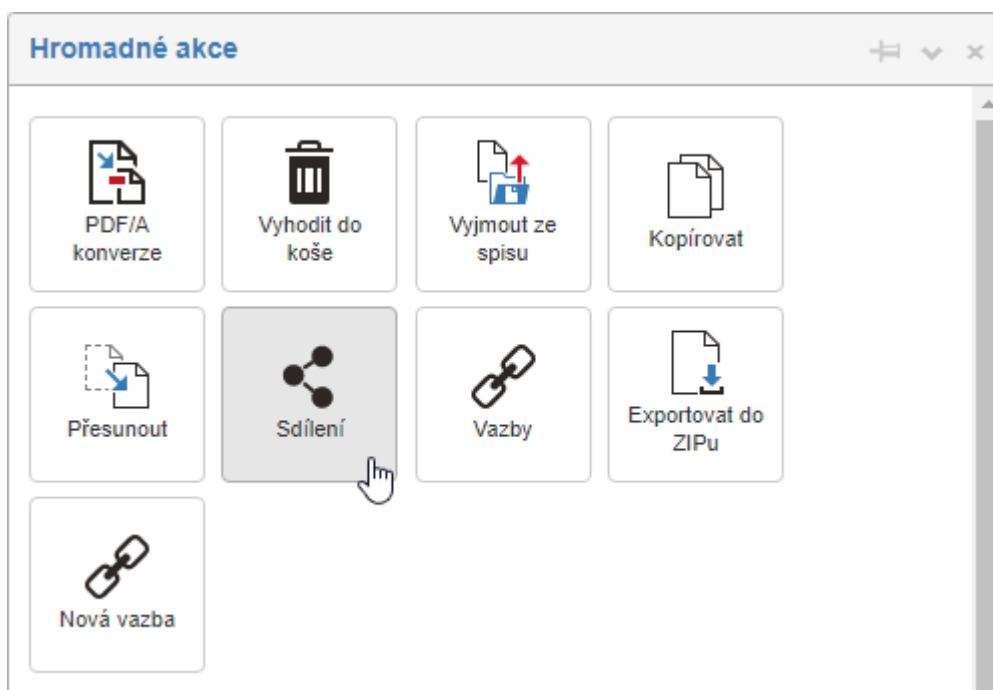 Hromadné akce
PDF/A
konverze
Vyhodit do
koše
Vyjmout ze
spisu
Kopírovat
Přesunout
Sdílení
Vazby
Exportovat do
ZIPu
Nová vazba